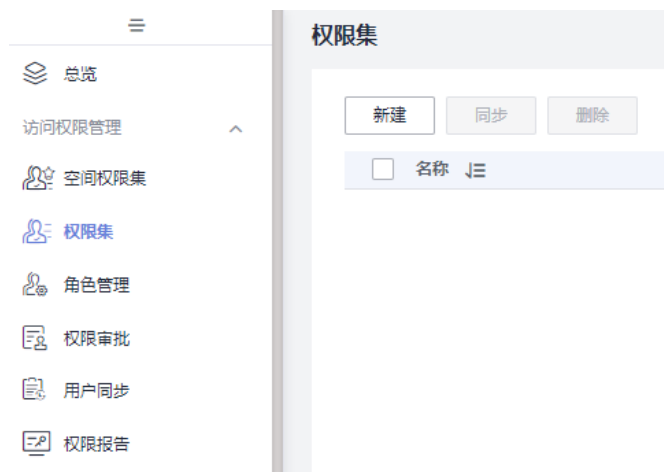 总览
访问权限管理
空间权限集
权限集
角色管理
权限审批
用户同步
权限报告
权限集
新建 同步 删除
名称